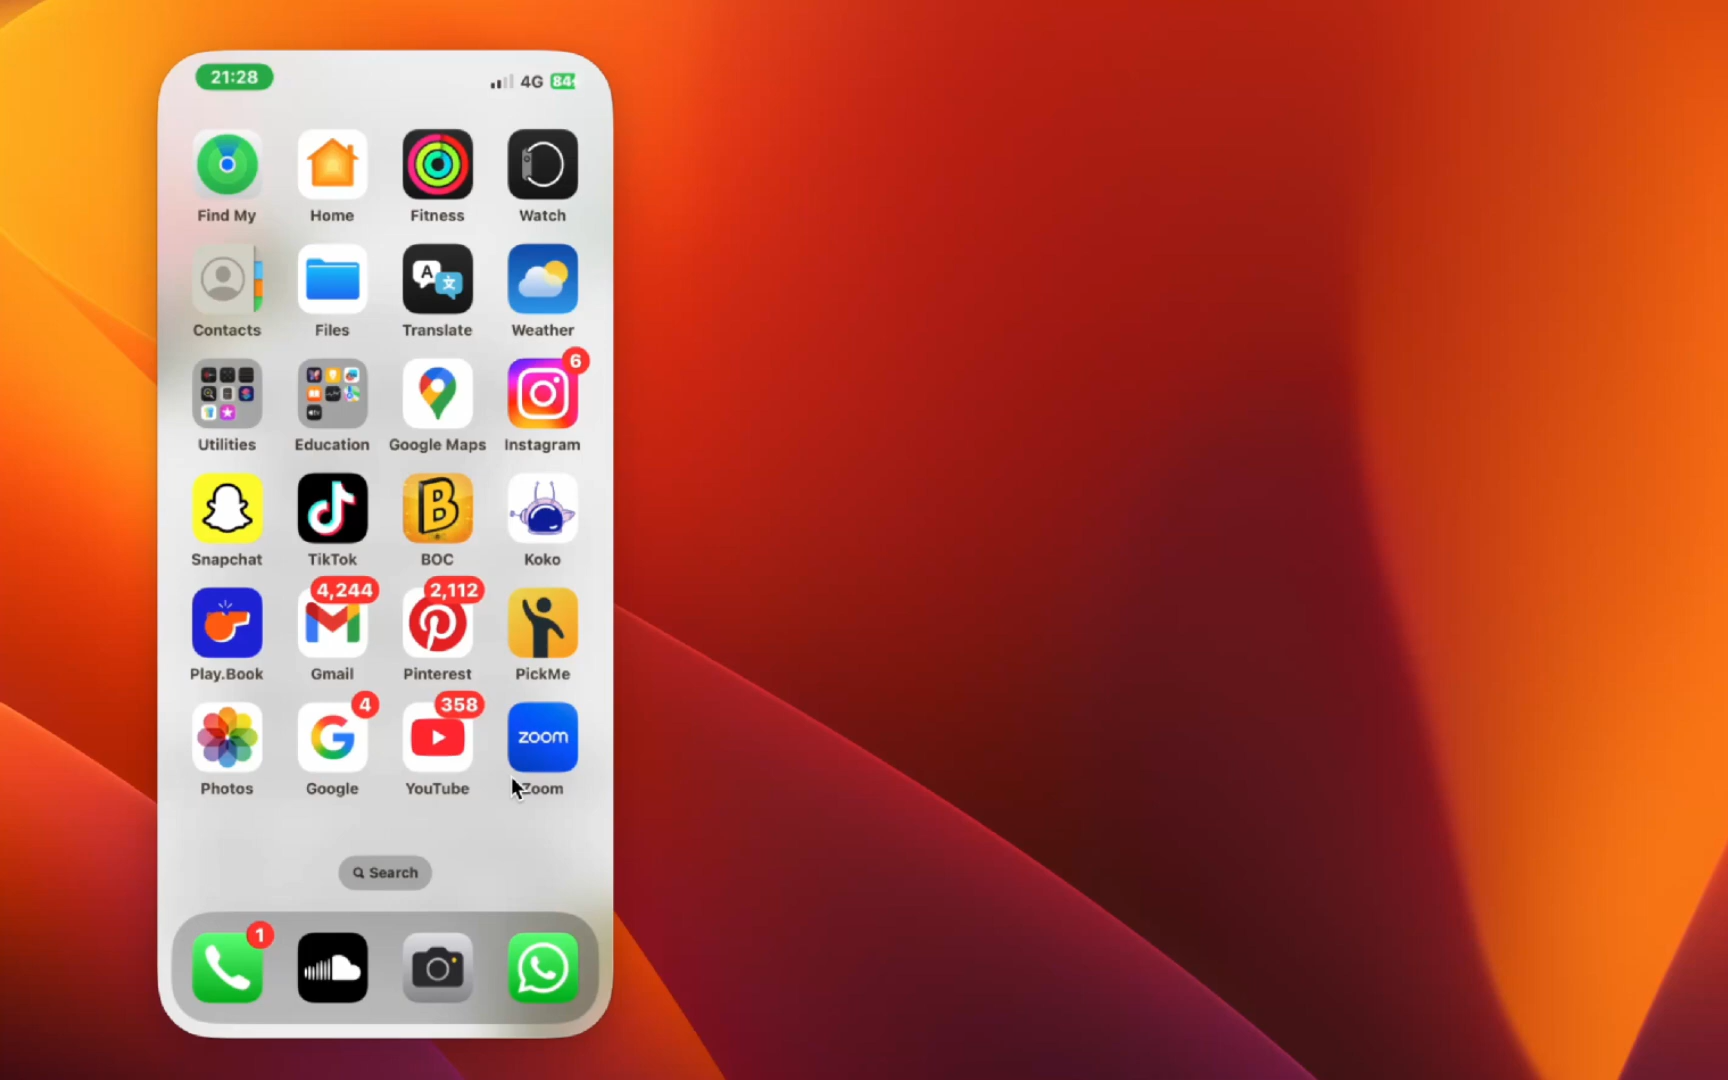 21:28 4G 84
Find My Home Fitness Watch
A 文
Contacts Files Translate Weather
6
Utilities Education Google Maps Instagram
B
Snapchat TikTok BOC Koko
4,244 2,112
Play.Book Gmail Pinterest PickMe
4 358
zoom
Photos Google YouTube Zoom
Search
1